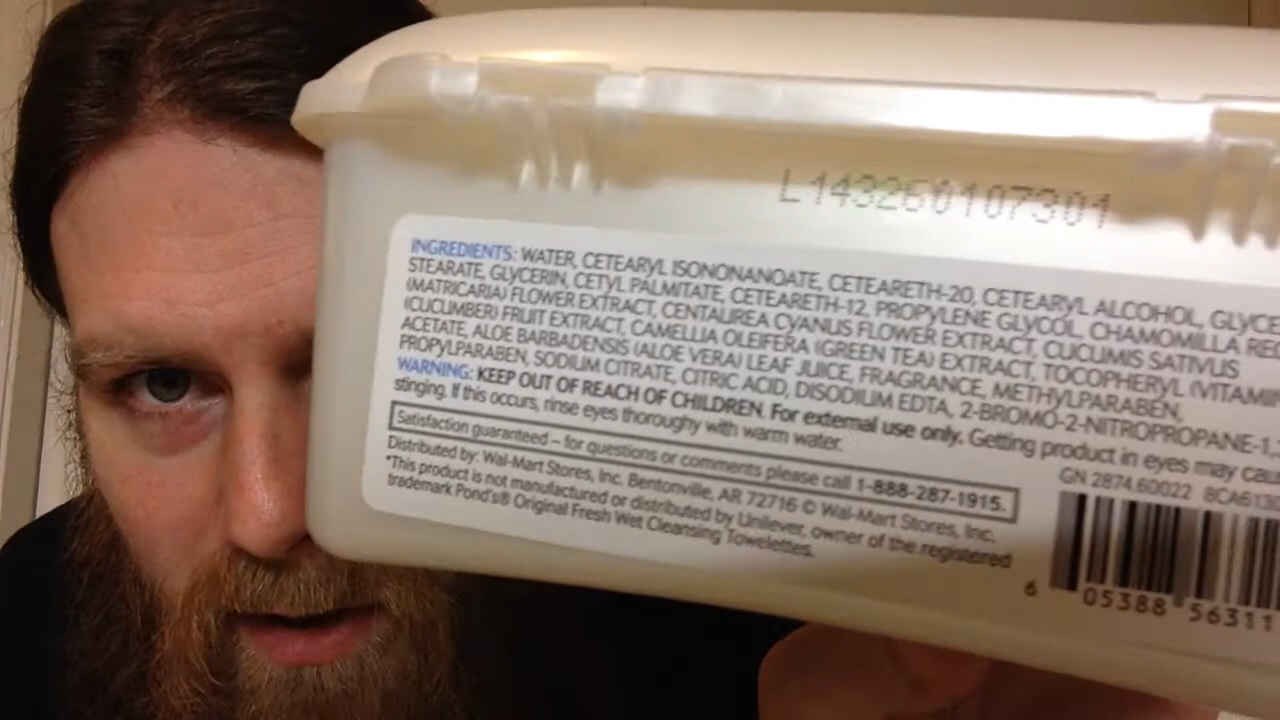 L143260107301
INGREDIENTS: WATER, CETEARYL ISONONANOATE, CETEARETH-20, CETEARYL ALCOHOL, GLYCE
STEARATE, GLYCERIN, CETYL PALMITATE, CETEARETH-12, PROPYLENE GLYCOL, CHAMOMILLA REC
(MATRICARIA) FLOWER EXTRACT, CENTAUREA CYANUS FLOWER EXTRACT, CUCUMIS SATIVUS
(CUCUMBER) FRUIT EXTRACT, CAMELLIA OLEIFERA (GREEN TEA) EXTRACT, TOCOPHERYL (VITAMIN
ACETATE, ALOE BARBADENSIS (ALOE VERA) LEAF JUICE, FRAGRANCE, METHYLPARABEN,
PROPYLPARABEN, SODIUM CITRATE, CITRIC ACID, DISODIUM EDTA, 2-BROMO-2-NITROPROPANE-1,
WARNING: KEEP OUT OF REACH OF CHILDREN. For external use only. Getting product in eyes may cau
stinging. If this occurs, rinse eyes thoroughly with warm water.
Satisfaction guaranteed – for questions or comments please call 1-888-287-1915.
Distributed by: Wal-Mart Stores, Inc. Bentonville, AR 72716 © Wal-Mart Stores, Inc.
*This product is not manufactured or distributed by Unilever, owner of the registered
trademark Pond's® Original Fresh Wet Cleansing Towelettes.
GN 2874.60022 8CA6136
6 05388 56311